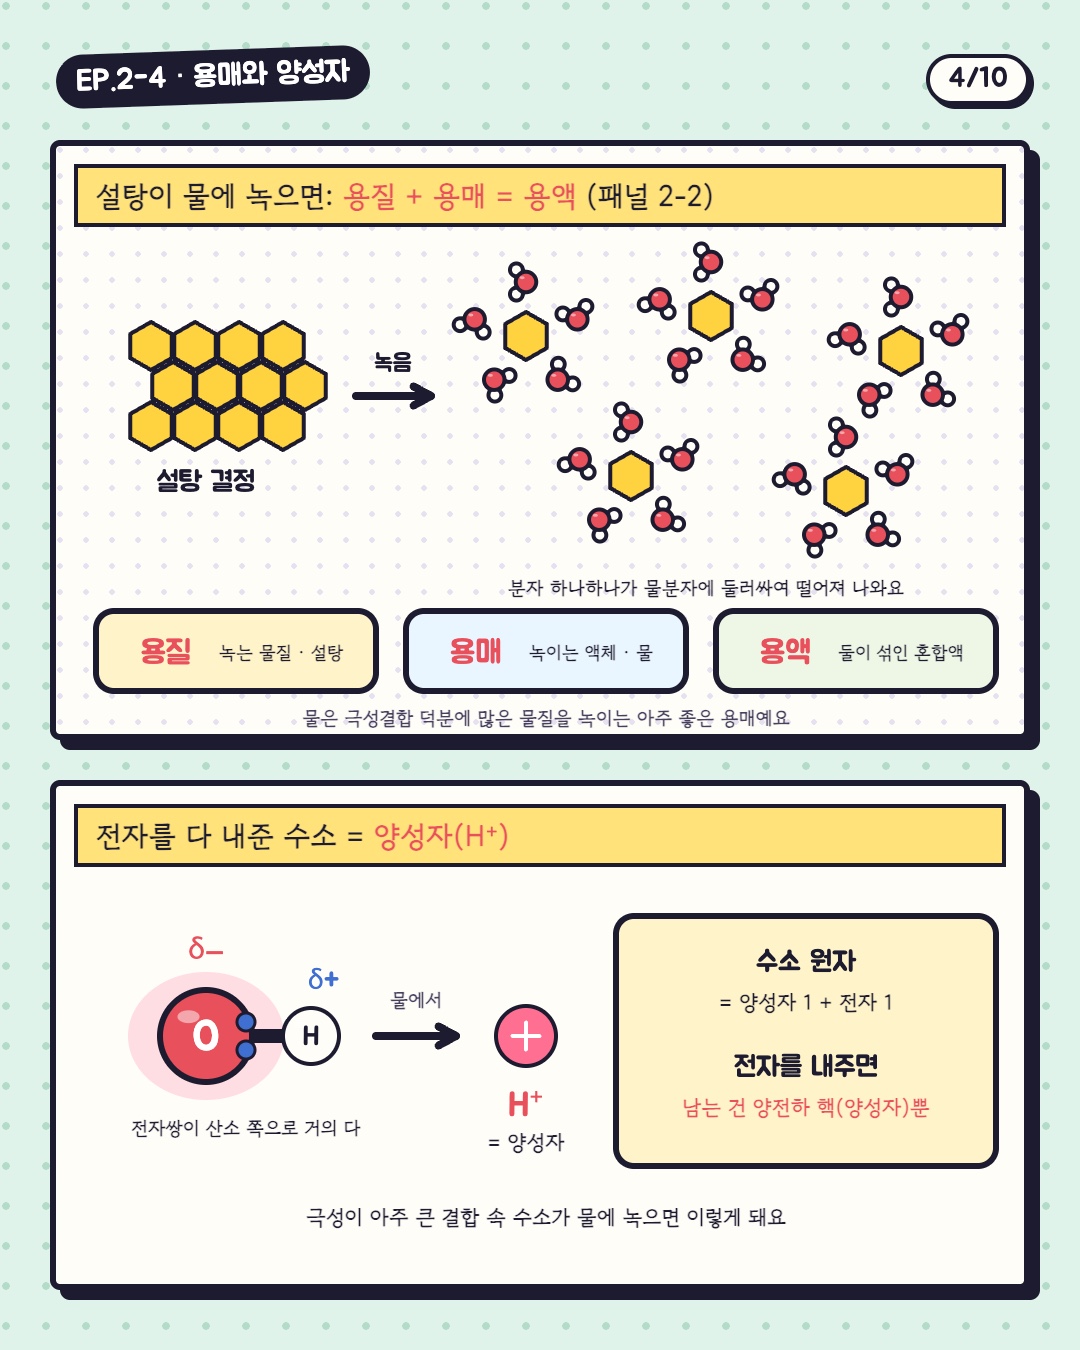 EP.2-4 · 용매와 양성자
4/10
설탕이 물에 녹으면: 용질 + 용매 = 용액 (패널 2-2)
녹음
설탕 결정
분자 하나하나가 물분자에 둘러싸여 떨어져 나와요
용질 녹는 물질 · 설탕
용매 녹이는 액체 · 물
용액 둘이 섞인 혼합액
물은 극성결합 덕분에 많은 물질을 녹이는 아주 좋은 용매예요
전자를 다 내준 수소 = 양성자(H⁺)
δ−
δ+
O
H
물에서
H⁺
= 양성자
전자쌍이 산소 쪽으로 거의 다
수소 원자
= 양성자 1 + 전자 1
전자를 내주면
남는 건 양전하 핵(양성자)뿐
극성이 아주 큰 결합 속 수소가 물에 녹으면 이렇게 돼요